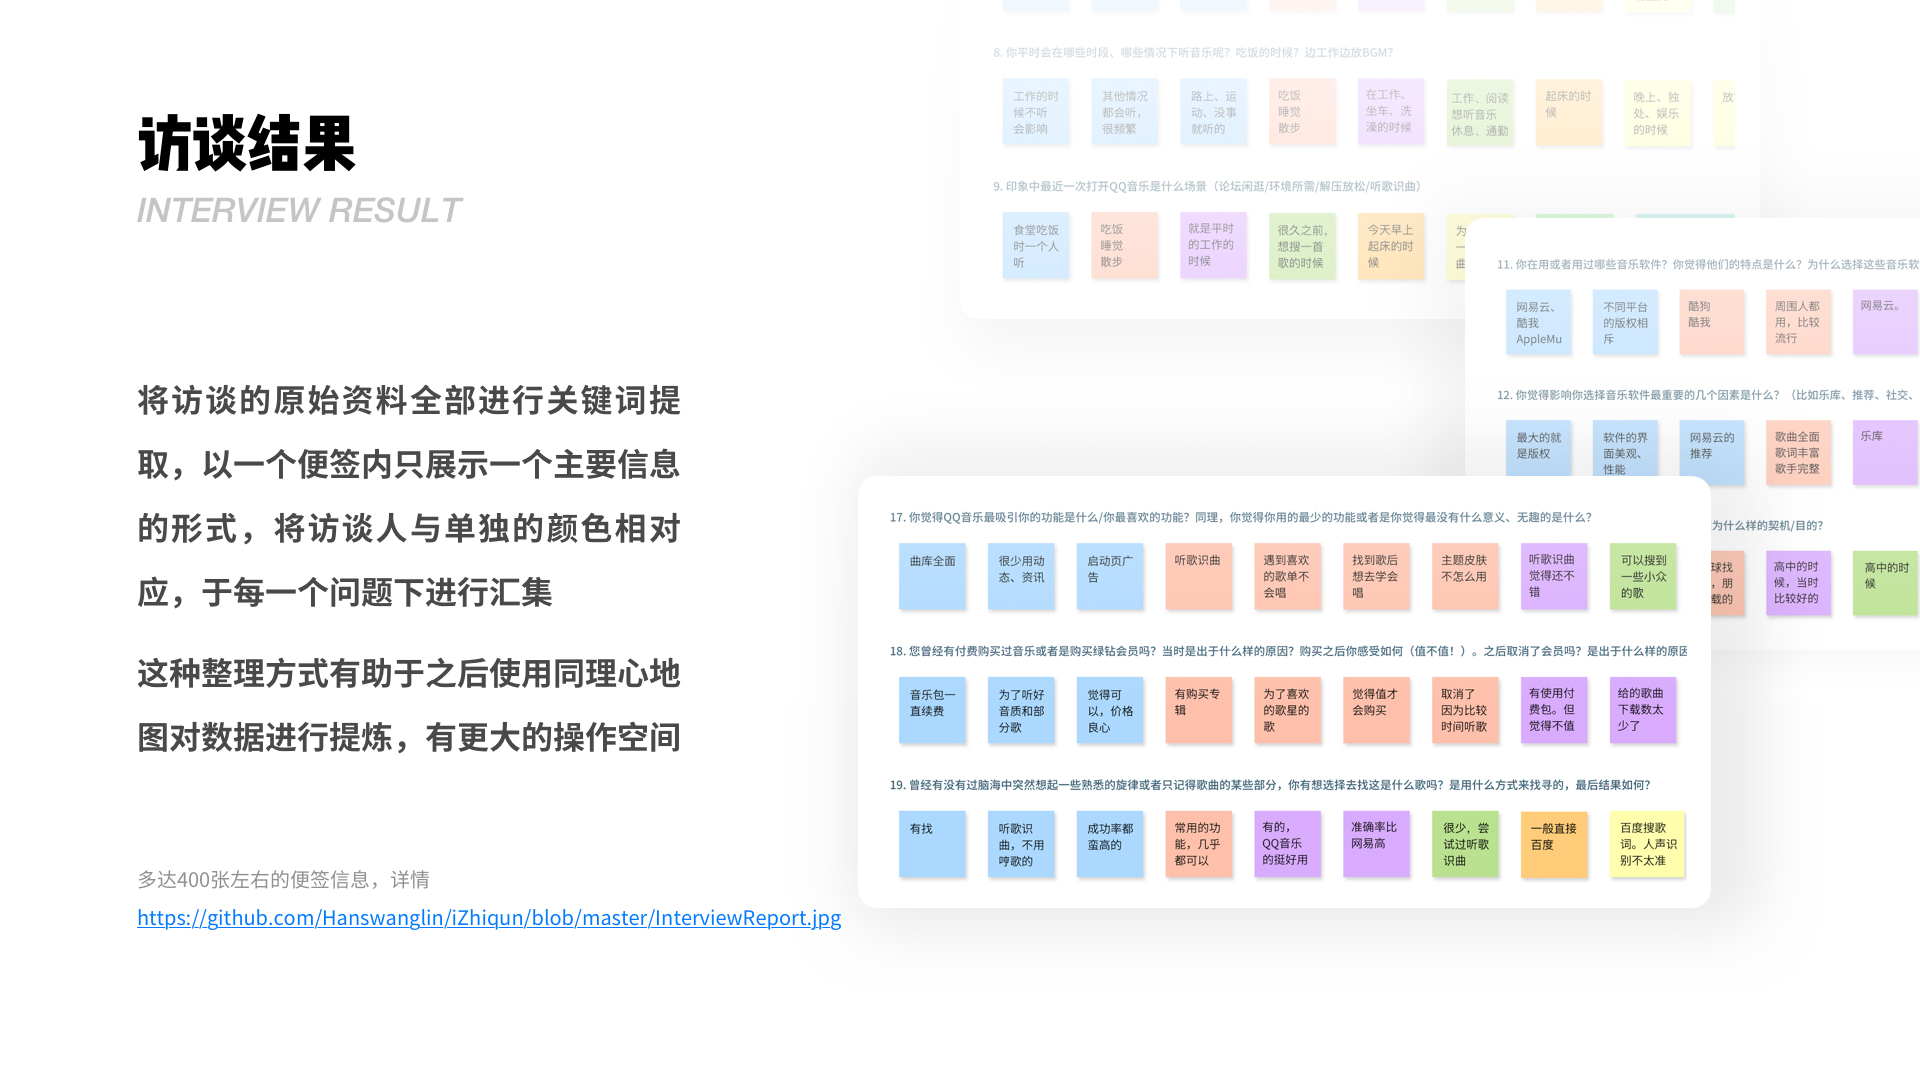 访谈结果
INTERVIEW RESULT
将访谈的原始资料全部进行关键词提
取，以一个便签内只展示一个主要信息
的形式，将访谈人与单独的颜色相对
应，于每一个问题下进行汇集
这种整理方式有助于之后使用同理心地
图对数据进行提炼，有更大的操作空间
多达400张左右的便签信息，详情
https://github.com/Hanswanglin/iZhiqun/blob/master/InterviewReport.jpg
8. 你平时会在哪些时段、哪些情况下听音乐呢？吃饭的时候？边工作边放BGM？
工作的时
候不听
会影响
其他情况
都会听，
很频繁
路上、运
动、没事
就听的
吃饭
睡觉
散步
在工作、
坐车、洗
澡的时候
工作、阅读
想听音乐
休息、通勤
起床的时
候
晚上、独
处、娱乐
的时候
放
9. 印象中最近一次打开QQ音乐是什么场景（论坛闲逛/环境所需/解压放松/听歌识曲）
食堂吃饭
时一个人
听
吃饭
睡觉
散步
就是平时
的工作的
时候
很久之前，
想搜一首
歌的时候
今天早上
起床的时
候
为
一
曲
11. 你在用或者用过哪些音乐软件？你觉得他们的特点是什么？为什么选择这些音乐软
网易云、
酷我
AppleMu
不同平台
的版权相
斥
酷狗
酷我
周围人都
用，比较
流行
网易云。
12. 你觉得影响你选择音乐软件最重要的几个因素是什么？（比如乐库、推荐、社交、
最大的就
是版权
软件的界
面美观、
性能
网易云的
推荐
歌曲全面
歌词丰富
歌手完整
乐库
为什么样的契机/目的？
球找
，朋
载的
高中的时
候，当时
比较好的
高中的时
候
17. 你觉得QQ音乐最吸引你的功能是什么/你最喜欢的功能？同理，你觉得你用的最少的功能或者是你觉得最没有什么意义、无趣的是什么？
曲库全面
很少用动
态、资讯
启动页广
告
听歌识曲
遇到喜欢
的歌单不
会唱
找到歌后
想去学会
唱
主题皮肤
不怎么用
听歌识曲
觉得还不
错
可以搜到
一些小众
的歌
18. 您曾经有付费购买过音乐或者是购买绿钻会员吗？当时是出于什么样的原因？购买之后你感受如何（值不值！）。之后取消了会员吗？是出于什么样的原因
音乐包一
直续费
为了听好
音质和部
分歌
觉得可
以，价格
良心
有购买专
辑
为了喜欢
的歌星的
歌
觉得值才
会购买
取消了
因为比较
时间听歌
有使用付
费包。但
觉得不值
给的歌曲
下载数太
少了
19. 曾经有没有过脑海中突然想起一些熟悉的旋律或者只记得歌曲的某些部分，你有想选择去找这是什么歌吗？是用什么方式来找寻的，最后结果如何？
有找
听歌识
曲，不用
哼歌的
成功率都
蛮高的
常用的功
能，几乎
都可以
有的，
QQ音乐
的挺好用
准确率比
网易高
很少，尝
试过听歌
识曲
一般直接
百度
百度搜歌
词。人声识
别不太准